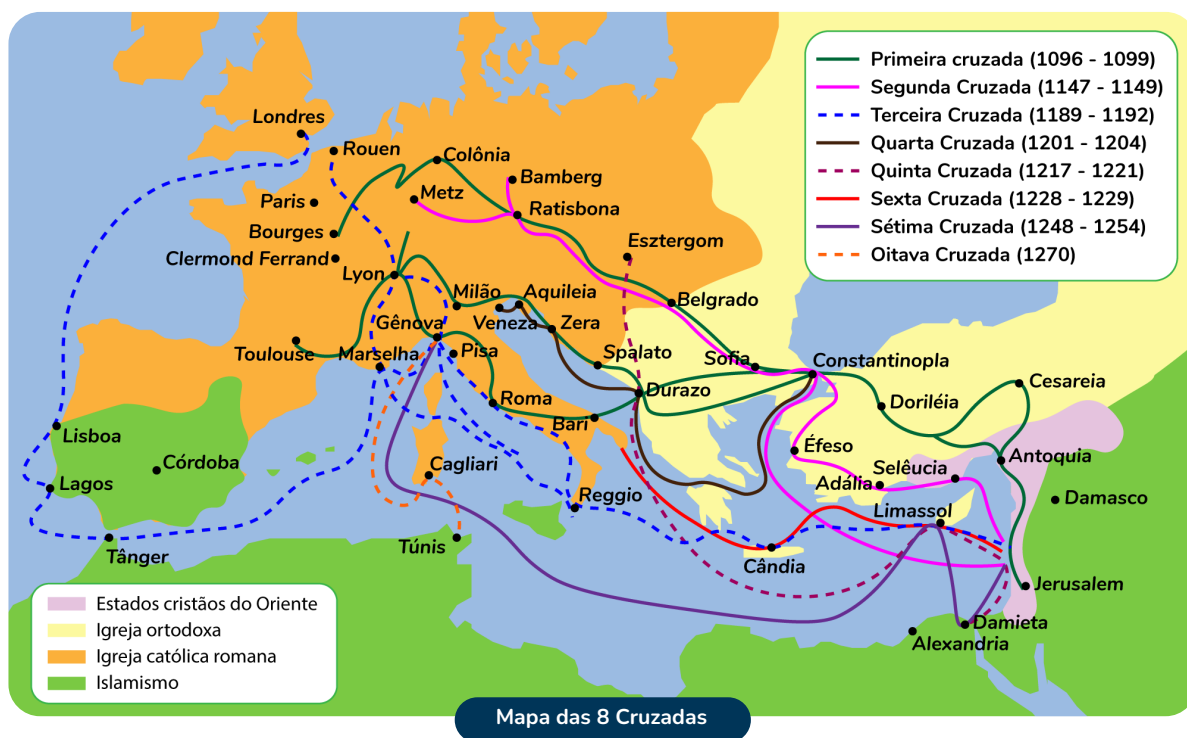 Primeira cruzada (1096 - 1099)
Segunda Cruzada (1147 - 1149)
Terceira Cruzada (1189 - 1192)
Quarta Cruzada (1201 - 1204)
Quinta Cruzada (1217 - 1221)
Sexta Cruzada (1228 - 1229)
Sétima Cruzada (1248 - 1254)
Oitava Cruzada (1270)
Londres
Rouen
Colônia
Bamberg
Metz
Paris
Ratisbona
Bourges
Esztergom
Clermond Ferrand
Lyon
Milão
Aquileia
Belgrado
Gênova
Veneza
Zera
Toulouse
Marselha
Pisa
Spalato
Sofia
Constantinopla
Cesareia
Durazo
Roma
Doriléia
Bari
Lisboa
Éfeso
Antoquia
Córdoba
Cagliari
Selêucia
Adália
Lagos
Reggio
Damasco
Limassol
Tânger
Túnis
Cândia
Jerusalem
Damieta
Alexandria
Estados cristãos do Oriente
Igreja ortodoxa
Igreja católica romana
Islamismo
Mapa das 8 Cruzadas